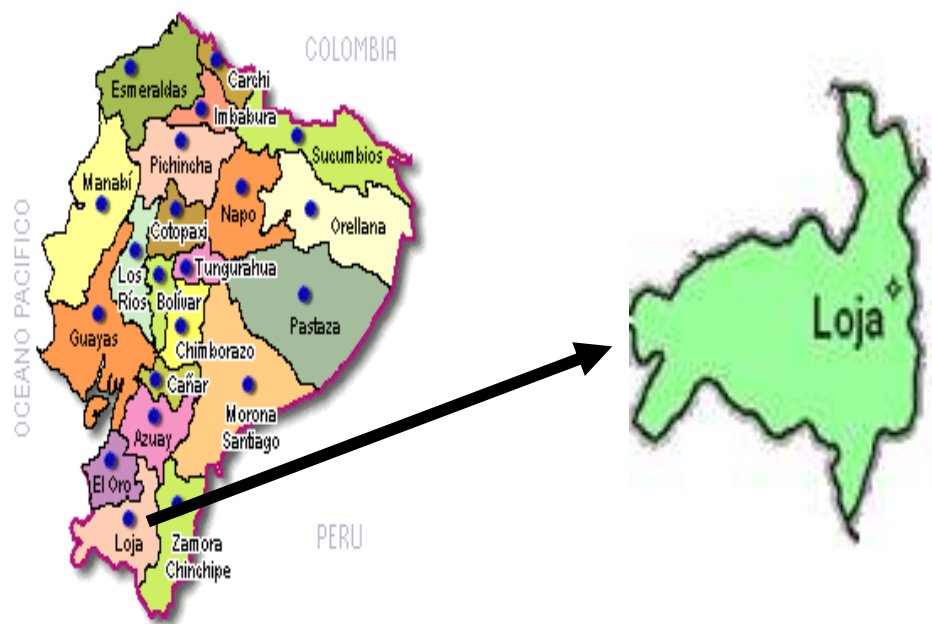 COLOMBIA
Carchi
Esmeraldas
Imbabura
Sucumbios
Pichincha
Manabí
Napo
Orellana
Cotopaxi
OCEANO PACIFICO
Tungurahua
Los
Ríos
Bolívar
Pastaza
Guayas
Chimborazo
Cañar
Morona
Santiago
Azuay
El Oro
Loja
Zamora
Chinchipe
PERU
Loja